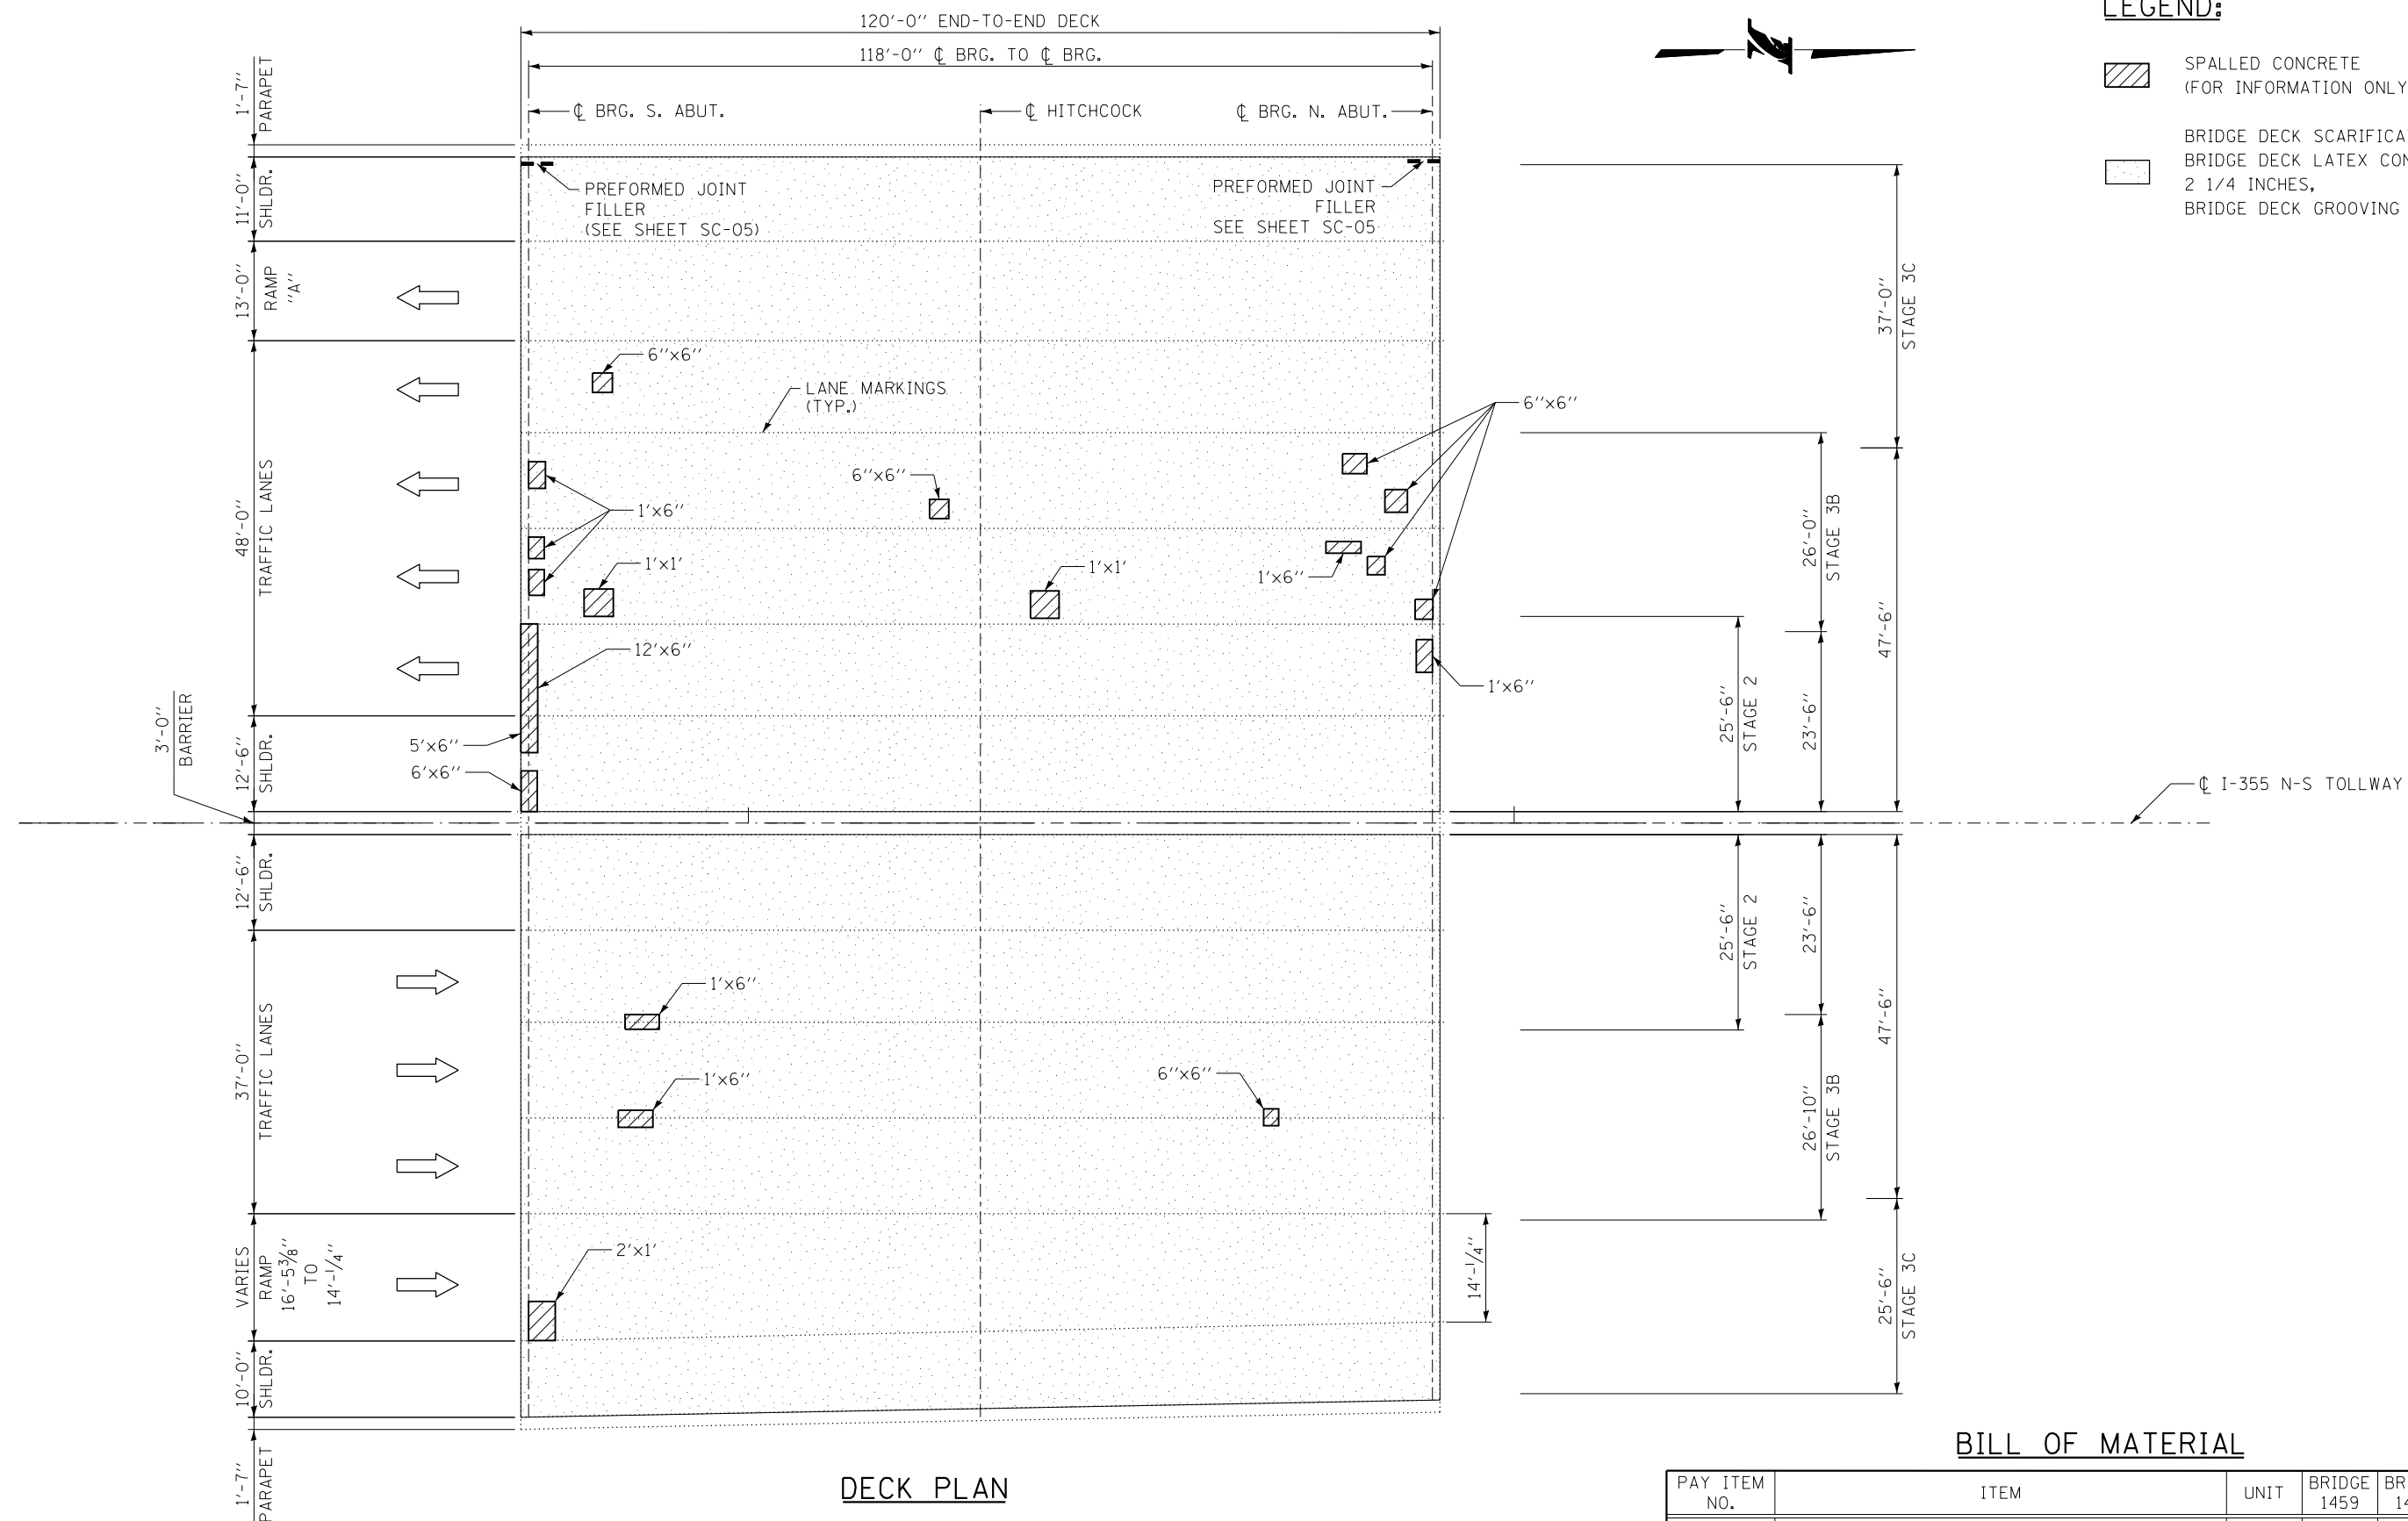 120'-0" END-TO-END DECK
118'-0" ℄ BRG. TO ℄ BRG.
℄ BRG. S. ABUT.
℄ HITCHCOCK
℄ BRG. N. ABUT.
LEGEND:
SPALLED CONCRETE
(FOR INFORMATION ONLY
BRIDGE DECK
BRIDGE DECK LATEX
2 1/4 INCHES,
BRIDGE DECK GROOVING
1'-7"
PARAPET
11'-0"
SHLDR.
13'-0"
RAMP
"A"
48'-0"
TRAFFIC LANES
3'-0"
BARRIER
12'-6"
SHLDR.
12'-6"
SHLDR.
37'-0"
TRAFFIC LANES
VARIES
RAMP
16'-5⅜"
TO
14'-¼"
10'-0"
SHLDR.
1'-7"
PARAPET
PREFORMED JOINT
FILLER
(SEE SHEET SC-05)
PREFORMED JOINT
FILLER
SEE SHEET SC-05
6"x6"
LANE MARKINGS
(TYP.)
6"x6"
6"x6"
1'x6"
1'x1'
1'x1'
1'x6"
12'x6"
1'x6"
5'x6"
6'x6"
37'-0"
STAGE 3C
26'-0"
STAGE 3B
47'-6"
25'-6"
STAGE 2
23'-6"
℄ I-355 N-S TOLLWAY
25'-6"
STAGE 2
23'-6"
47'-6"
26'-10"
STAGE 3B
25'-6"
STAGE 3C
1'x6"
1'x6"
6"x6"
2'x1'
14'-¼"
DECK PLAN
BILL OF MATERIAL
PAY ITEM
NO.
ITEM
UNIT
BRIDGE
1459